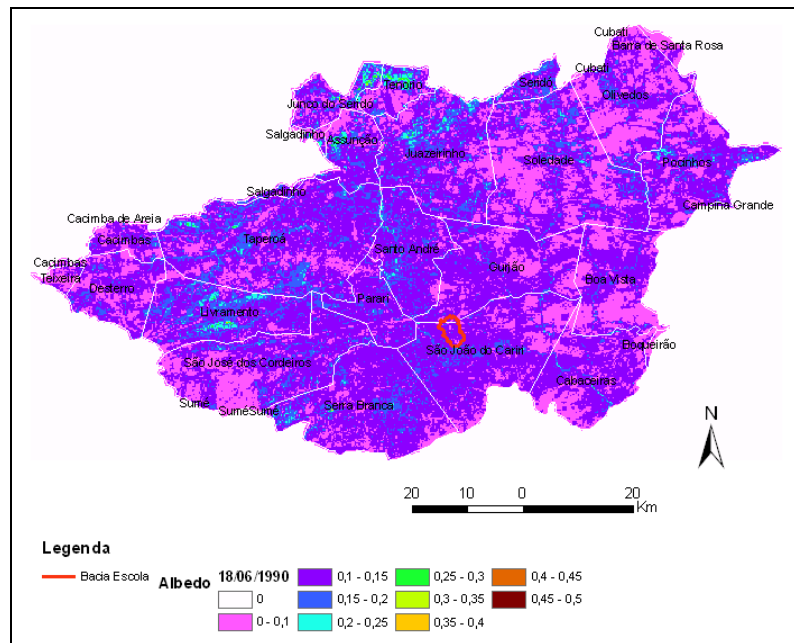 Cubati
Barra de Santa Rosa
Cubati
Seridó
Tenório
Olivedos
Junco do Seridó
Salgadinho
Assunção
Juazeirinho
Soledade
Pocinhos
Salgadinho
Campina Grande
Cacimba de Areia
Cacimbas
Taperoá
Santo André
Cacimbas
Gurjão
Teixeira
Boa Vista
Desterro
Parari
Livramento
Boqueirão
São João do Cariri
São José dos Cordeiros
Cabaceiras
Sumé
SuméSumé
Serra Branca
N
20 10 0 20
Km
Legenda
Bacia Escola
Albedo
18/06/1990
0
0 - 0,1
0,1 - 0,15
0,15 - 0,2
0,2 - 0,25
0,25 - 0,3
0,3 - 0,35
0,35 - 0,4
0,4 - 0,45
0,45 - 0,5